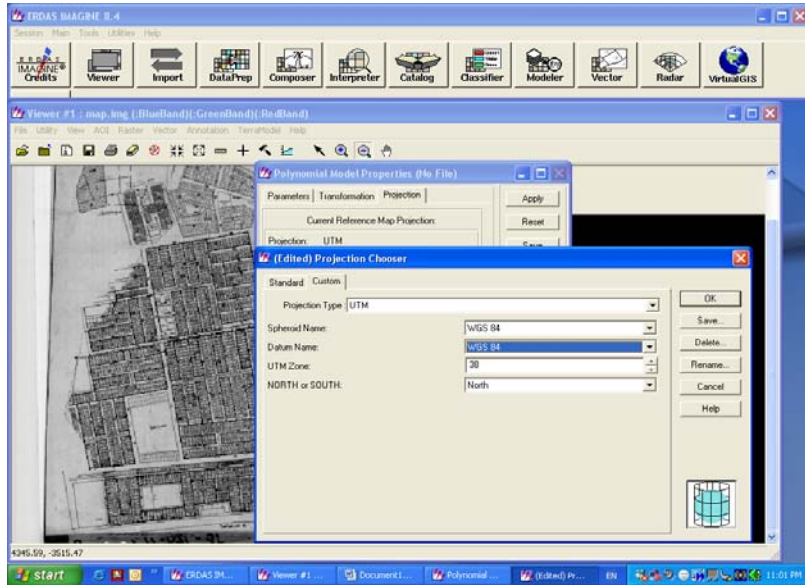 ERDAS IMAGINE 8.4
Session Main Tools Utilities Help
ERDAS
IMAGINE
Credits Viewer Import DataPrep Composer Interpreter Catalog Classifier Modeler Vector Radar VirtualGIS
Viewer #1 : map.img (:BlueBand)(:GreenBand)(:RedBand)
File Utility View AOI Raster Vector Annotation TerraModel Help
Polynomial Model Properties (No File)
Parameters Transformation Projection
Apply
Current Reference Map Projection:
Reset
Projection: UTM
Save...
(Edited) Projection Chooser
Standard Custom
Projection Type : UTM
OK
Spheroid Name: WGS 84
Save...
Datum Name: WGS 84
Delete...
UTM Zone: 38
Rename...
NORTH or SOUTH: North
Cancel
Help
4345.59, -3515.47
start ERDAS IM... Viewer #1 ... Document1... Polynomial ... (Edited) Pr... EN 11:01 PM